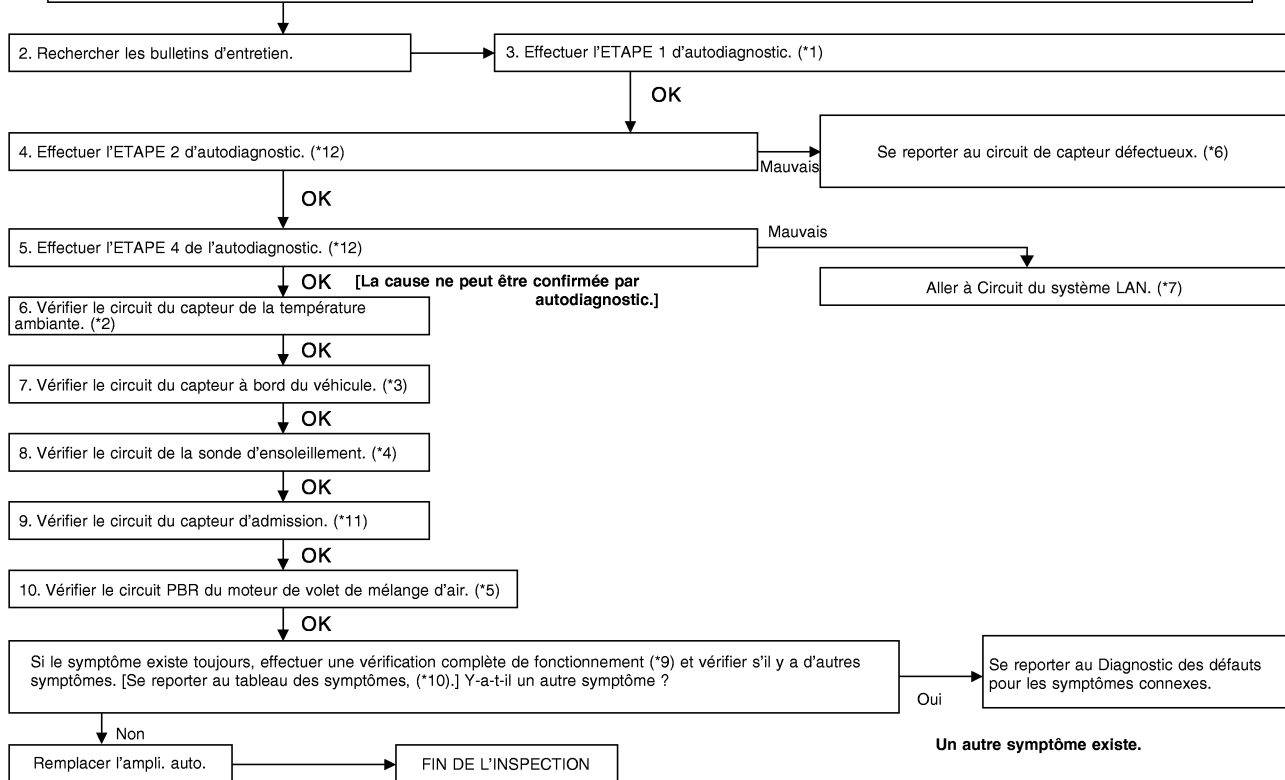 2. Rechercher les bulletins d'entretien.
3. Effectuer l'ETAPE 1 d'autodiagnostic. (*1)
OK
4. Effectuer l'ETAPE 2 d'autodiagnostic. (*12)
Mauvais
Se reporter au circuit de capteur défectueux. (*6)
OK
5. Effectuer l'ETAPE 4 de l'autodiagnostic. (*12)
Mauvais
Aller à Circuit du système LAN. (*7)
OK
[La cause ne peut être confirmée par
autodiagnostic.]
6. Vérifier le circuit du capteur de la température
ambiante. (*2)
OK
7. Vérifier le circuit du capteur à bord du véhicule. (*3)
OK
8. Vérifier le circuit de la sonde d'ensoleillement. (*4)
OK
9. Vérifier le circuit du capteur d'admission. (*11)
OK
10. Vérifier le circuit PBR du moteur de volet de mélange d'air. (*5)
OK
Si le symptôme existe toujours, effectuer une vérification complète de fonctionnement (*9) et vérifier s'il y a d'autres
symptômes. [Se reporter au tableau des symptômes, (*10).] Y-a-t-il un autre symptôme ?
Oui
Se reporter au Diagnostic des défauts
pour les symptômes connexes.
Un autre symptôme existe.
Non
Remplacer l'ampli. auto.
FIN DE L'INSPECTION